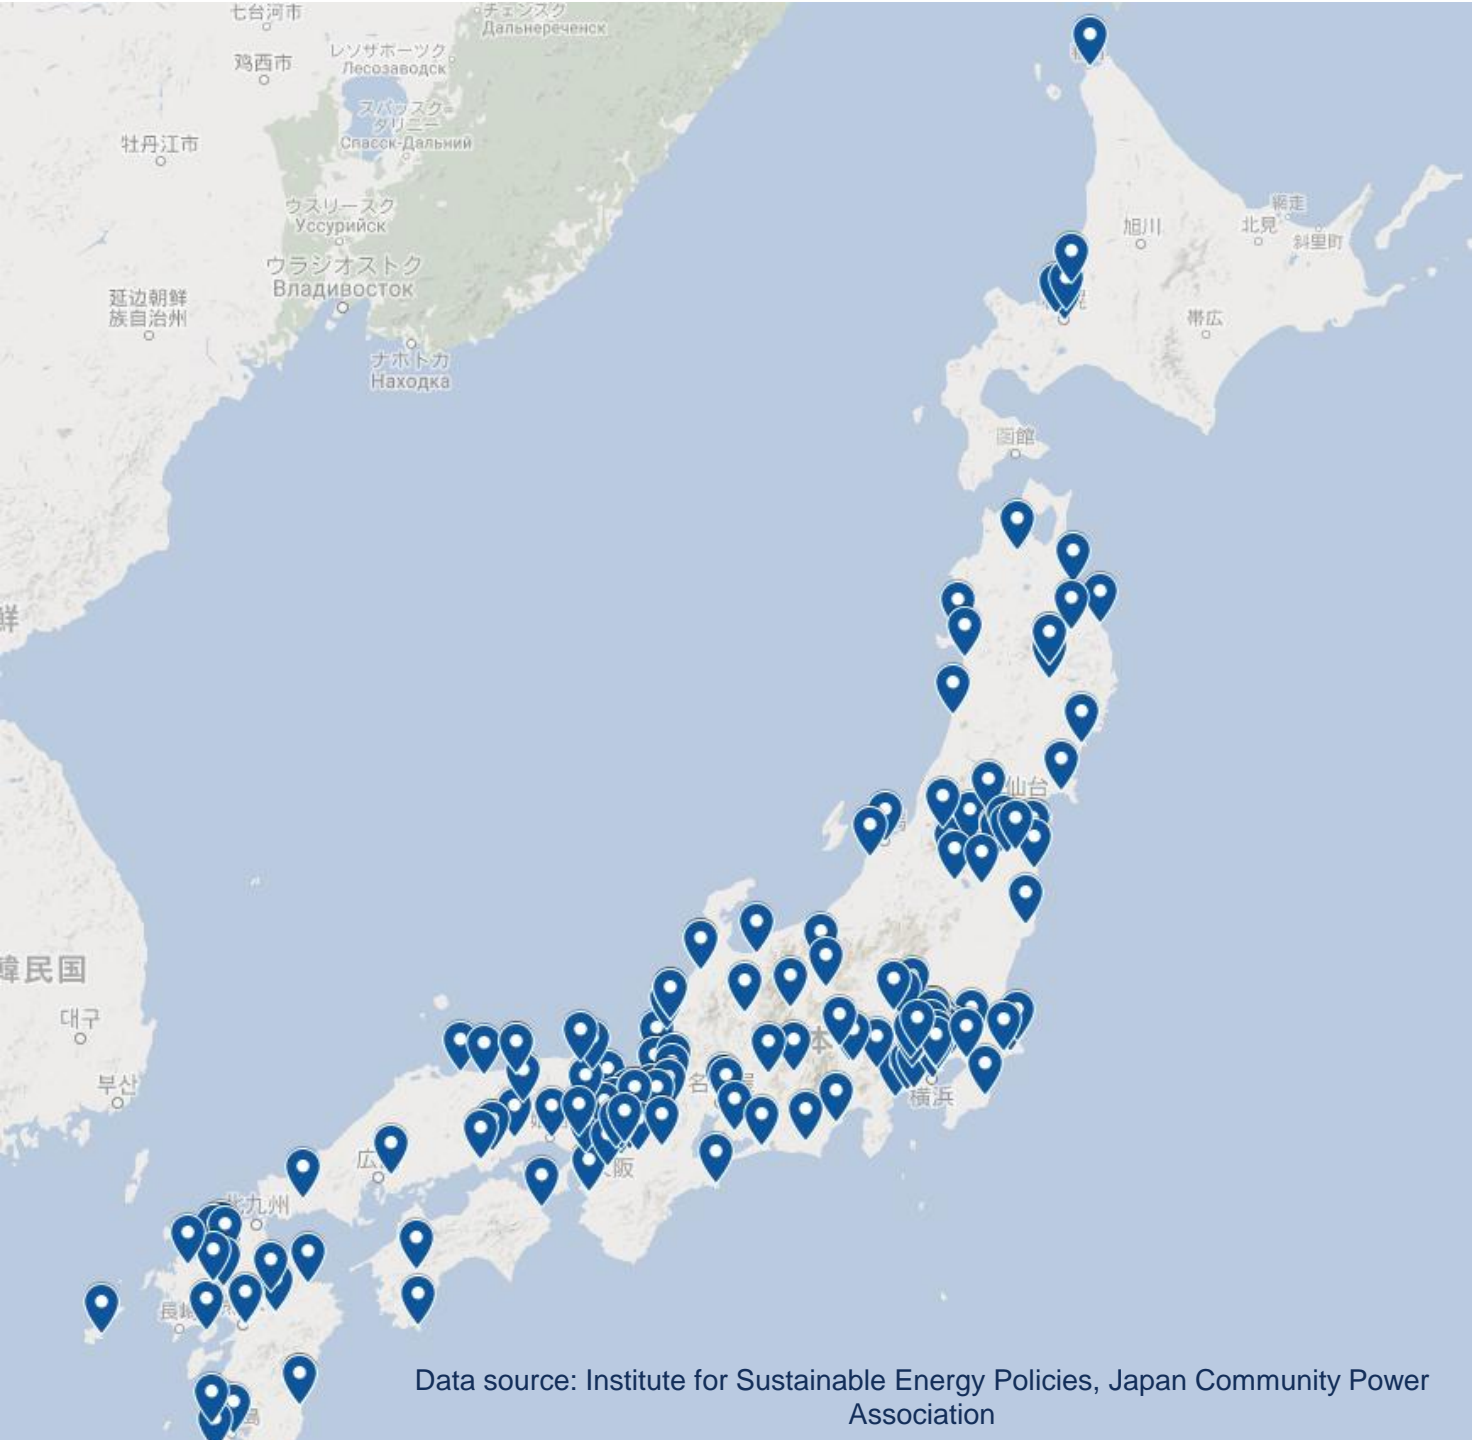 七台河市
チェンスク
Дальнереченск
鸡西市
レソザボーツク
Лесозаводск
スパッスク=
ダリニー
Спасск-Дальний
牡丹江市
ウスリースク
Уссурийск
網走
旭川
北見
斜里町
ウラジオストク
Владивосток
延边朝鲜
族自治州
帯広
ナホトカ
Находка
函館
鮮
仙台
韓民国
대구
부산
本
名
屋
横浜
阪
広
北九州
長崎
島
Data source: Institute for Sustainable Energy Policies, Japan Community Power
Association